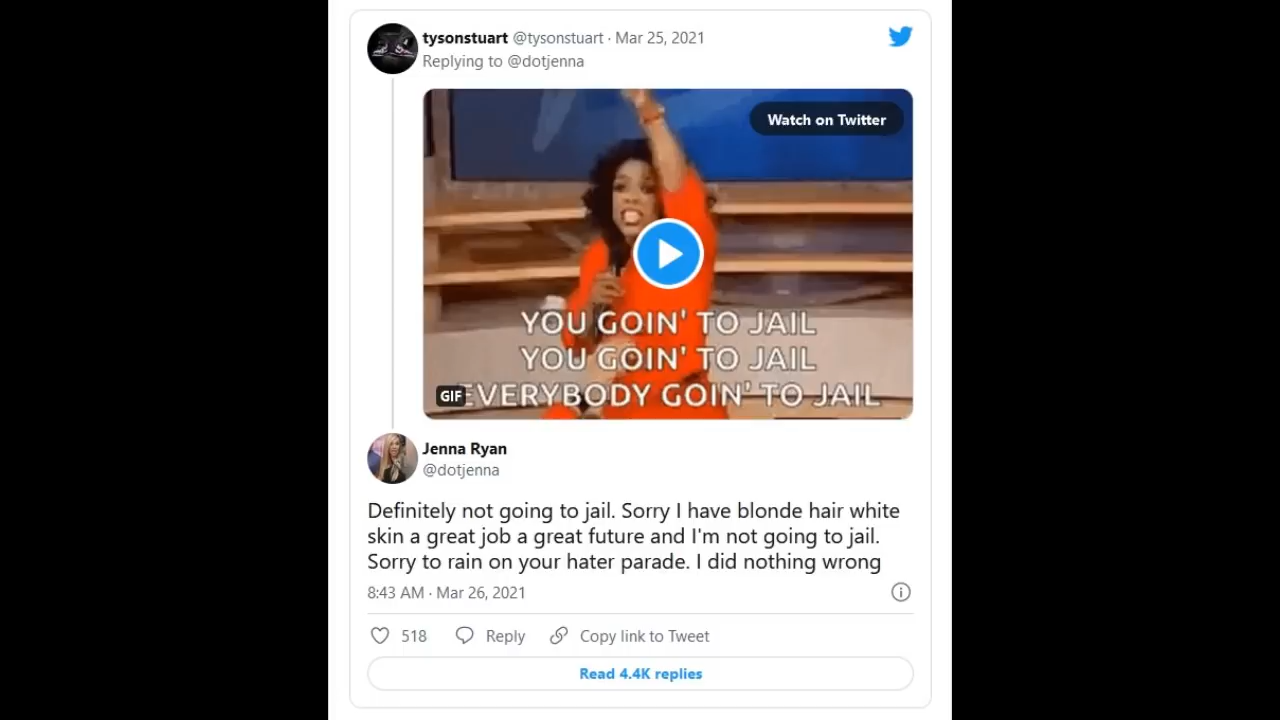 tysonstuart @tysonstuart · Mar 25, 2021
Replying to @dotjenna
Watch on Twitter
YOU GOIN' TO JAIL
YOU GOIN' TO JAIL
GIF EVERYBODY GOIN' TO JAIL
Jenna Ryan
@dotjenna
Definitely not going to jail. Sorry I have blonde hair white
skin a great job a great future and I'm not going to jail.
Sorry to rain on your hater parade. I did nothing wrong
8:43 AM · Mar 26, 2021
518 Reply Copy link to Tweet
Read 4.4K replies